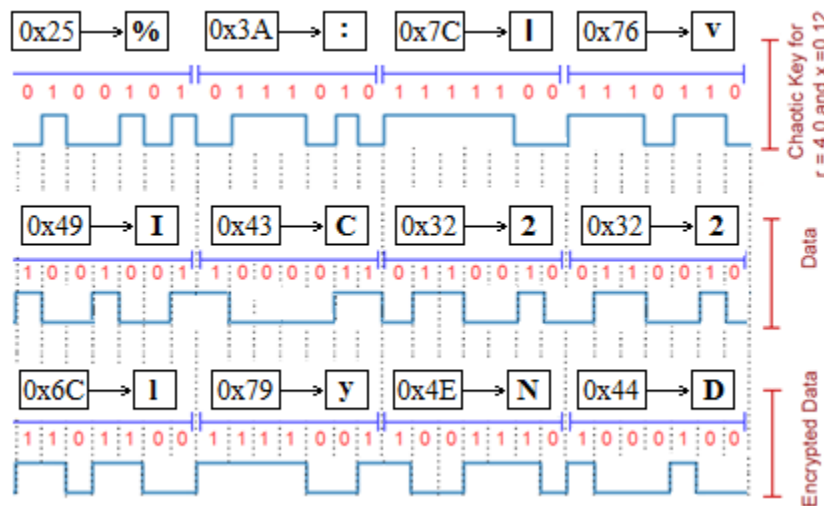 0x25 % 0x3A : 0x7C | 0x76 v
0 1 0 0 1 0 1 0 1 1 1 0 1 0 1 1 1 1 1 0 0 1 1 1 0 1 1 0
Chaotic Key for
r = 4.0 and x =0.12
0x49 I 0x43 C 0x32 2 0x32 2
1 0 0 1 0 0 1 1 0 0 0 0 1 1 0 1 1 0 0 1 0 0 1 1 0 0 1 0
Data
0x6C l 0x79 y 0x4E N 0x44 D
1 1 0 1 1 0 0 1 1 1 1 0 0 1 1 0 0 1 1 1 0 1 0 0 0 1 0 0
Encrypted Data